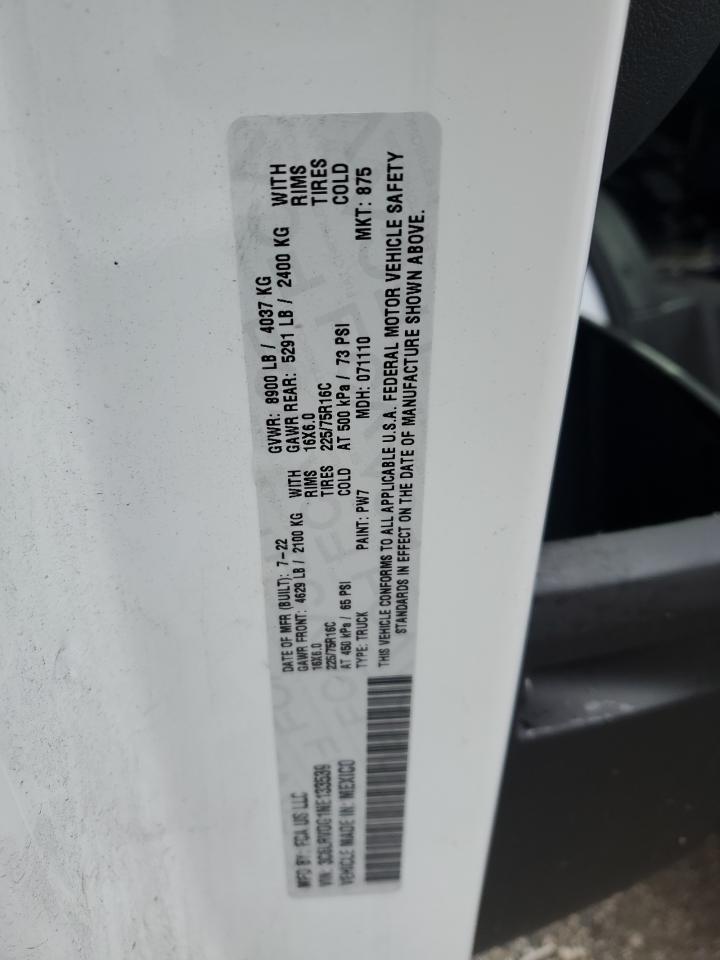 MFD BY: FCA US LLC
DATE OF MFR (BUILT): 7-22
GVWR: 8900 LB / 4037 KG
VIN: 3C6LRVDG1NE133539
GAWR FRONT: 4629 LB / 2100 KG WITH
GAWR REAR: 5291 LB / 2400 KG WITH
VEHICLE MADE IN: MEXICO
16X6.0 RIMS
16X6.0 RIMS
225/75R16C TIRES
225/75R16C TIRES
AT 450 kPa / 65 PSI COLD
AT 500 kPa / 73 PSI COLD
TYPE: TRUCK PAINT: PW7 MDH: 071110 MKT: 875
THIS VEHICLE CONFORMS TO ALL APPLICABLE U.S.A. FEDERAL MOTOR VEHICLE SAFETY
STANDARDS IN EFFECT ON THE DATE OF MANUFACTURE SHOWN ABOVE.